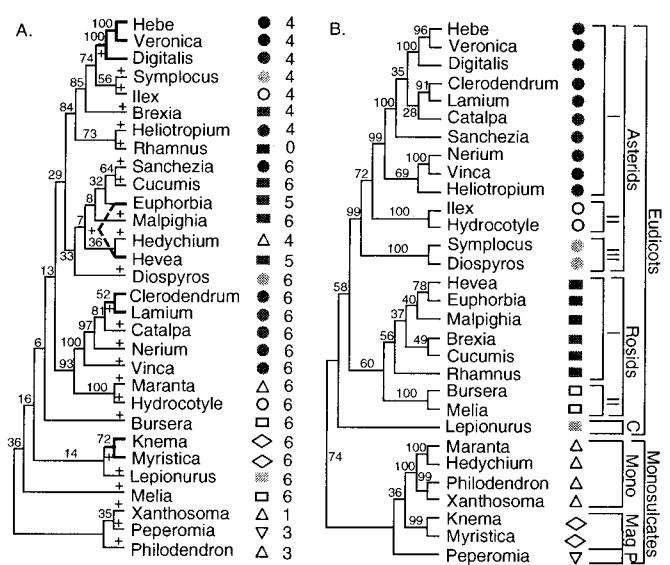 A.
Hebe 4
Veronica 4
Digitalis 4
Symplocus 4
Ilex 4
Brexia 4
Heliotropium 4
Rhamnus 0
Sanchezia 6
Cucumis 6
Euphorbia 5
Malpighia 6
Hedychium 4
Hevea 5
Diospyros 6
Clerodendrum 6
Lamium 6
Catalpa 6
Nerium 6
Vinca 6
Maranta 6
Hydrocotyle 6
Bursera 6
Knema 6
Myristica 6
Lepionurus 6
Melia 6
Xanthosoma 1
Peperomia 3
Philodendron 3
100
100
74
56
85
84
73
29
64
32
8
7
36
33
13
52
81
97
100
93
100
6
16
72
14
36
35
B.
Hebe
Veronica
Digitalis
Clerodendrum
Lamium
Catalpa
Sanchezia
Nerium
Vinca
Heliotropium
Ilex
Hydrocotyle
Symplocus
Diospyros
Hevea
Euphorbia
Malpighia
Brexia
Cucumis
Rhamnus
Bursera
Melia
Lepionurus
Maranta
Hedychium
Philodendron
Xanthosoma
Knema
Myristica
Peperomia
96
100
35
91
28
100
99
100
69
72
100
99
100
58
78
40
37
56
49
60
100
74
100
100
99
36
99
I
II
III
Asterids
I
II
Rosids
C
Eudicots
Mono
Mag
P
Monosulcates